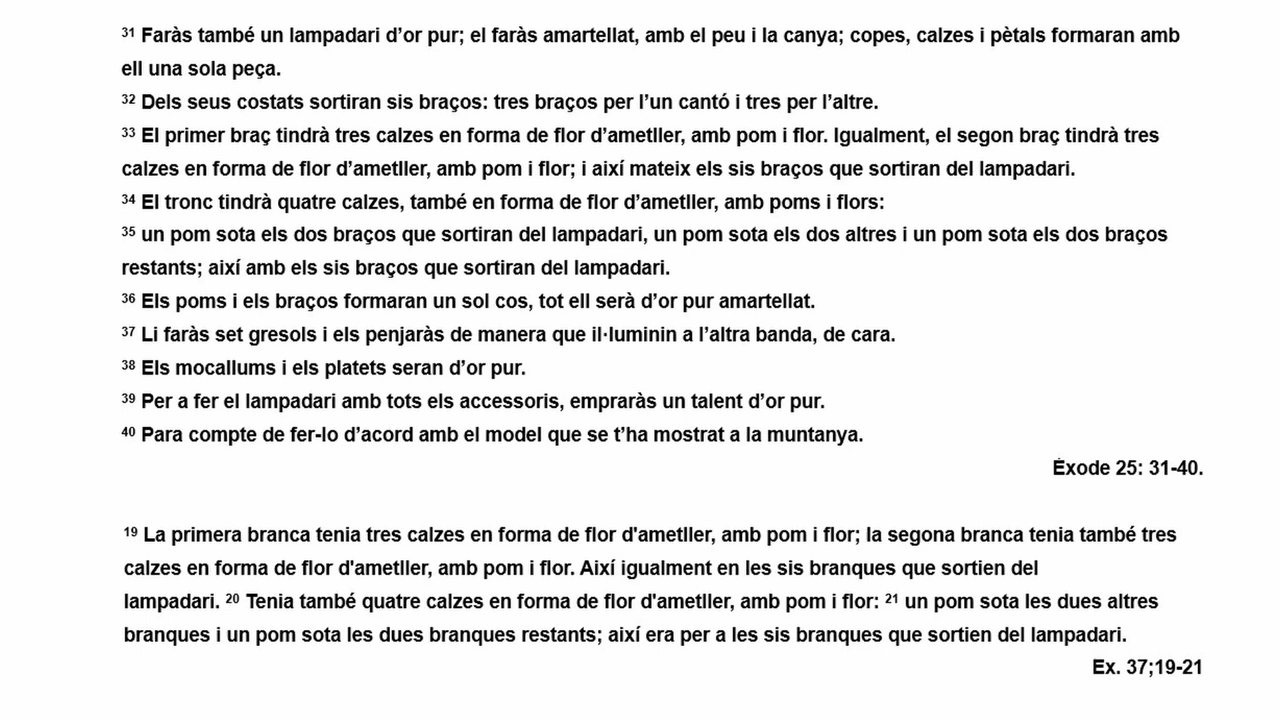 31 Faràs també un lampadari d’or pur; el faràs amartellat, amb el peu i la canya; copes, calzes i pètals formaran amb
ell una sola peça.
32 Dels seus costats sortiran sis braços: tres braços per l’un cantó i tres per l’altre.
33 El primer braç tindrà tres calzes en forma de flor d’ametller, amb pom i flor. Igualment, el segon braç tindrà tres
calzes en forma de flor d’ametller, amb pom i flor; i així mateix els sis braços que sortiran del lampadari.
34 El tronc tindrà quatre calzes, també en forma de flor d’ametller, amb poms i flors:
35 un pom sota els dos braços que sortiran del lampadari, un pom sota els dos altres i un pom sota els dos braços
restants; així amb els sis braços que sortiran del lampadari.
36 Els poms i els braços formaran un sol cos, tot ell serà d’or pur amartellat.
37 Li faràs set gresols i els penjaràs de manera que il·luminin a l’altra banda, de cara.
38 Els mocallums i els platets seran d’or pur.
39 Per a fer el lampadari amb tots els accessoris, empraràs un talent d’or pur.
40 Para compte de fer-lo d’acord amb el model que se t’ha mostrat a la muntanya.
Èxode 25: 31-40.
19 La primera branca tenia tres calzes en forma de flor d'ametller, amb pom i flor; la segona branca tenia també tres
calzes en forma de flor d'ametller, amb pom i flor. Així igualment en les sis branques que sortien del
lampadari. 20 Tenia també quatre calzes en forma de flor d'ametller, amb pom i flor: 21 un pom sota les dues altres
branques i un pom sota les dues branques restants; així era per a les sis branques que sortien del lampadari.
Ex. 37;19-21